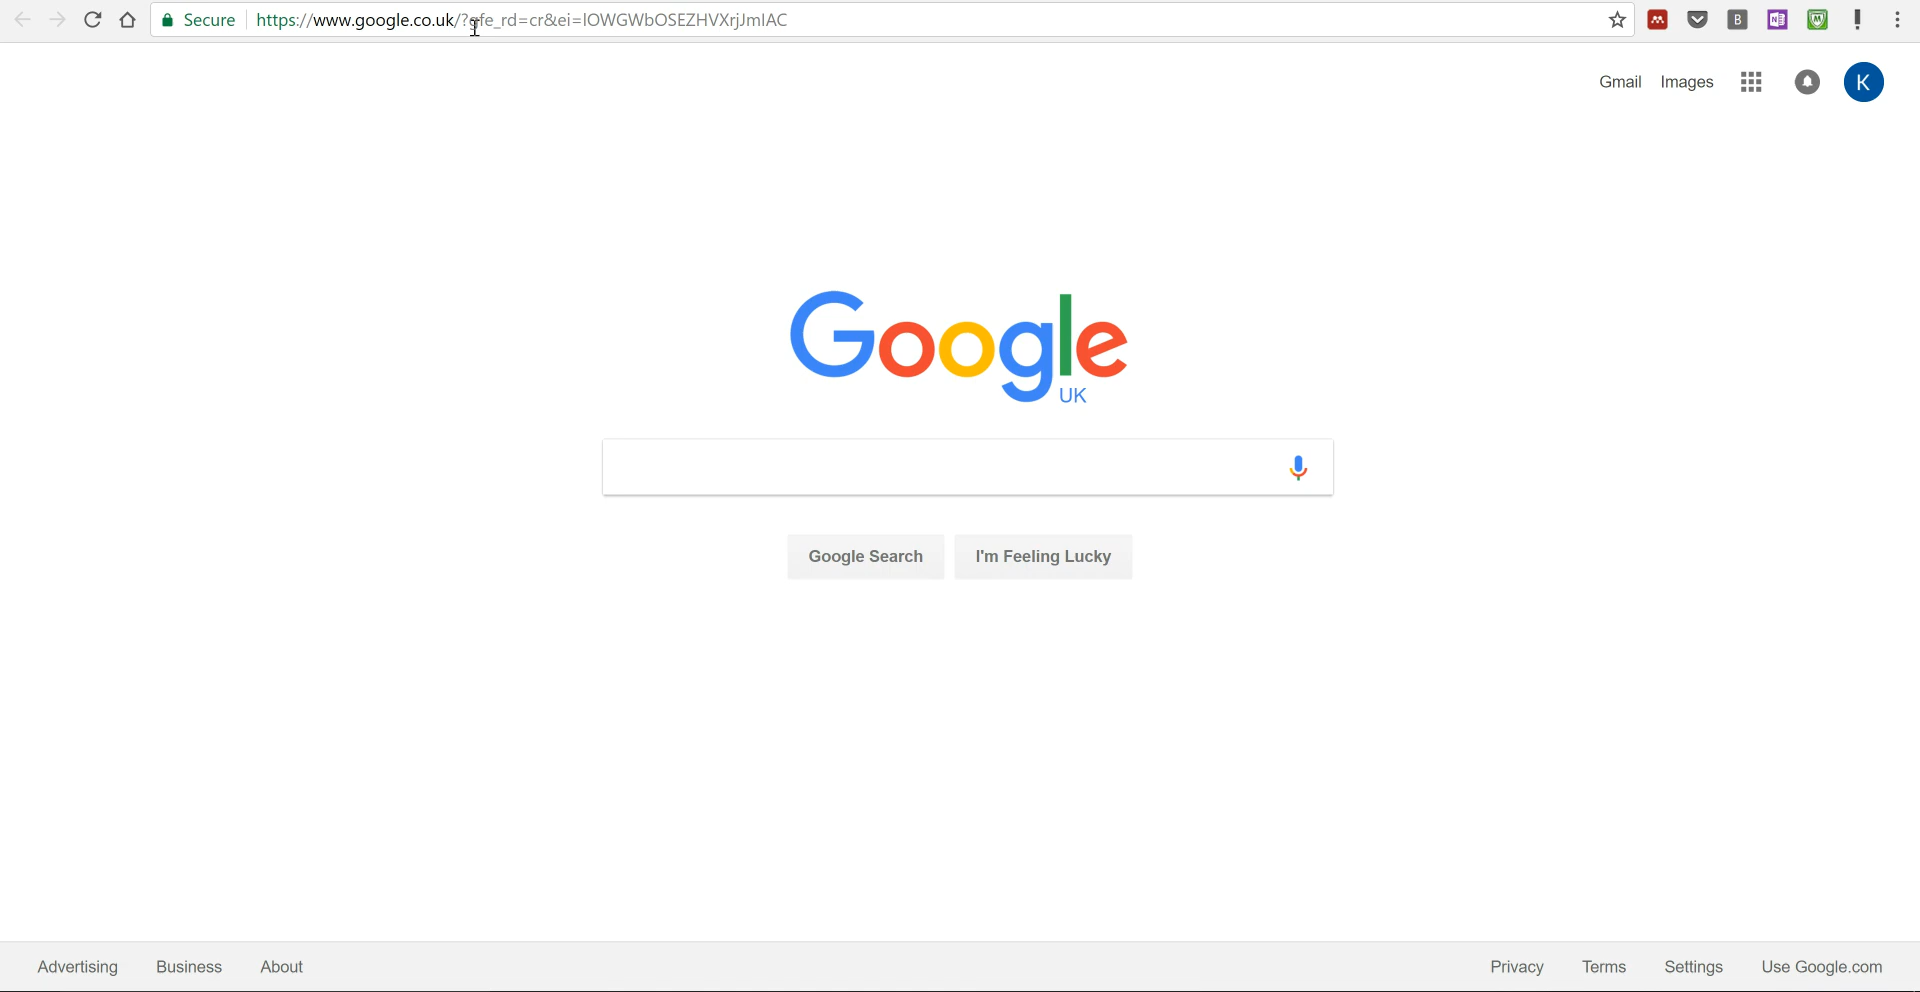 Secure https://www.google.co.uk/?gfe_rd=cr&ei=IOWGWbOSEZHVXrjJmIAC B N
Gmail Images K
Google
UK
Google Search I'm Feeling Lucky
Advertising Business About Privacy Terms Settings Use Google.com